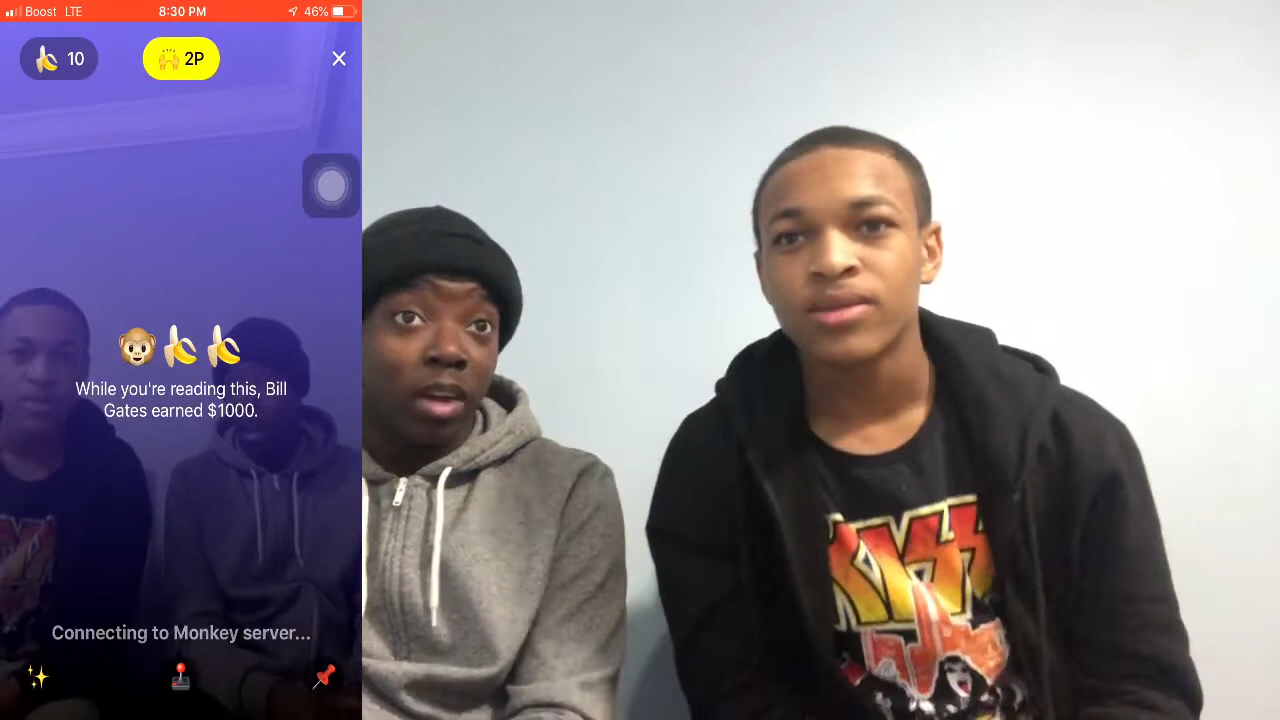 Boost LTE 8:30 PM 46%
10 2P ×
While you're reading this, Bill
Gates earned $1000.
Connecting to Monkey server...
KISS